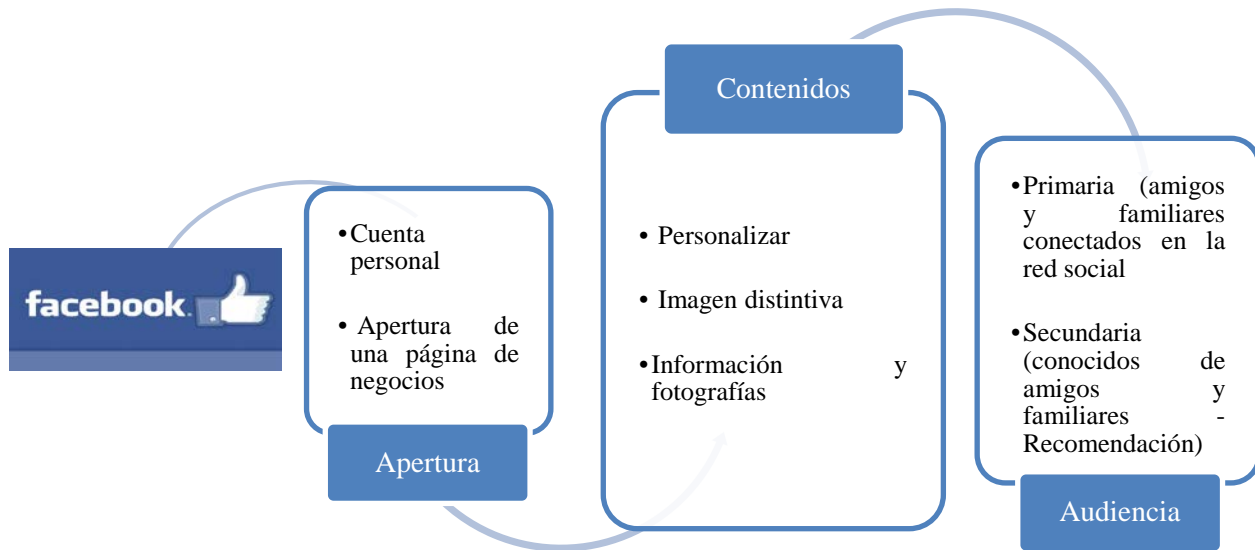 facebook.
•Cuenta
personal
• Apertura de
una página de
negocios
Apertura
Contenidos
• Personalizar
• Imagen distintiva
•Información y
fotografías
•Primaria (amigos
y familiares
conectados en la
red social
•Secundaria
(conocidos de
amigos y
familiares -
Recomendación)
Audiencia